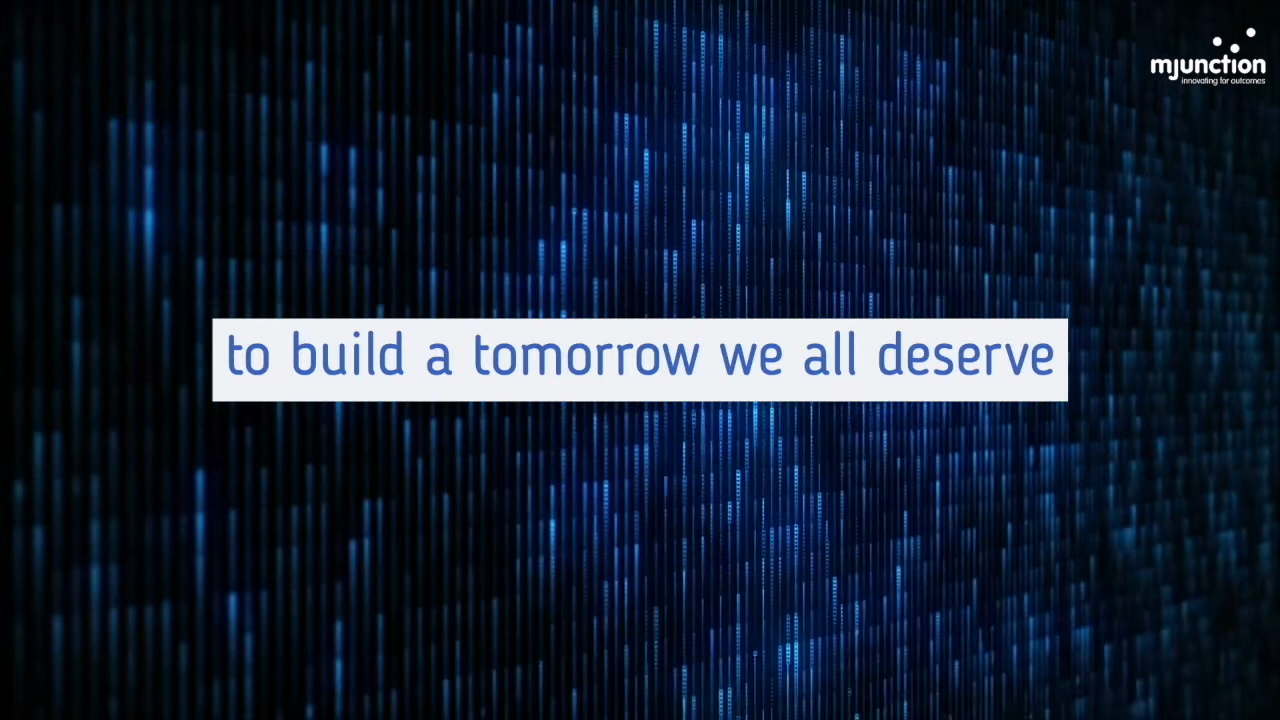 mjunction
innovating for outcomes
to build a tomorrow we all deserve